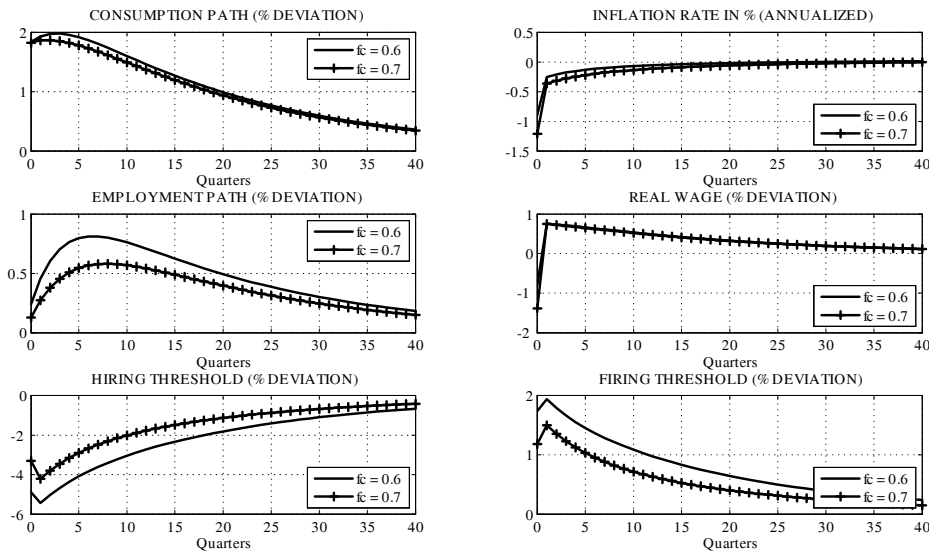 CONSUMPTION PATH (% DEVIATION)
2
1
0
fc = 0.6
fc = 0.7
0 5 10 15 20 25 30 35 40
Quarters
INFLATION RATE IN % (ANNUALIZED)
0.5
0
-0.5
-1
-1.5
fc = 0.6
fc = 0.7
0 5 10 15 20 25 30 35 40
Quarters
EMPLOYMENT PATH (% DEVIATION)
1
0.5
0
fc = 0.6
fc = 0.7
0 5 10 15 20 25 30 35 40
Quarters
REAL WAGE (% DEVIATION)
1
0
-1
-2
fc = 0.6
fc = 0.7
0 5 10 15 20 25 30 35 40
Quarters
HIRING THRESHOLD (% DEVIATION)
0
-2
-4
-6
fc = 0.6
fc = 0.7
0 5 10 15 20 25 30 35 40
Quarters
FIRING THRESHOLD (% DEVIATION)
2
1
0
fc = 0.6
fc = 0.7
0 5 10 15 20 25 30 35 40
Quarters